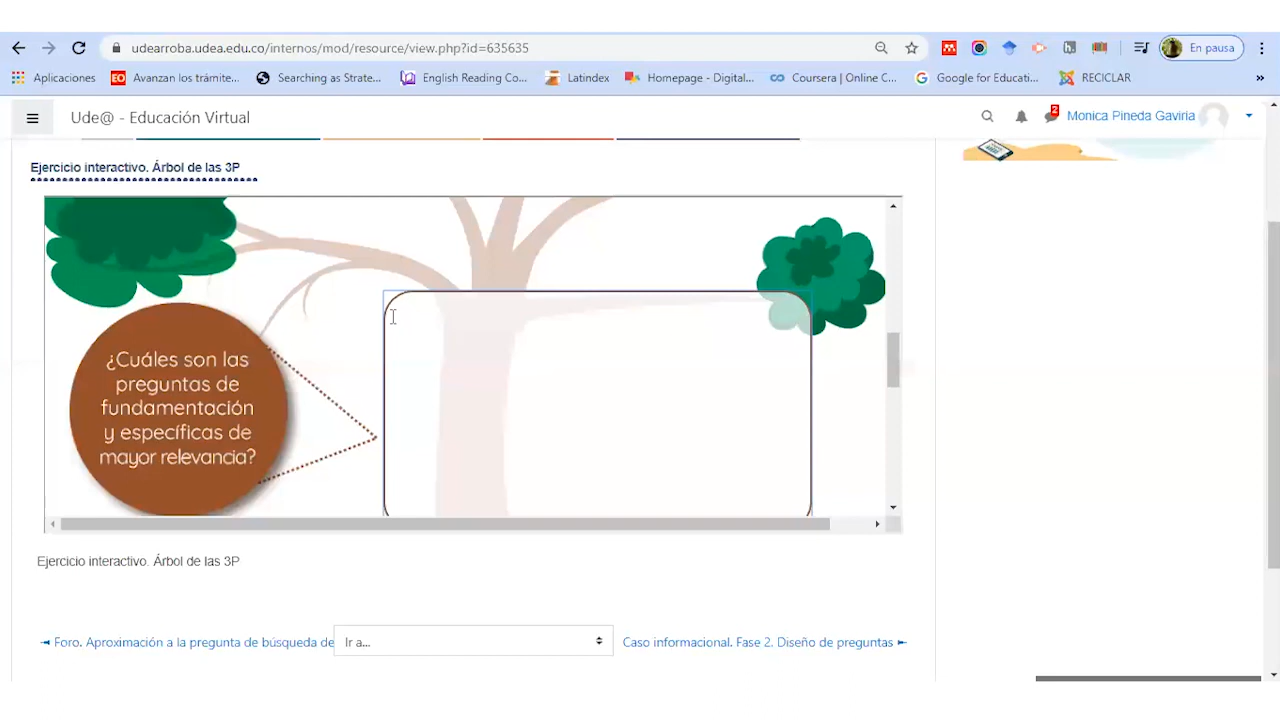 udearroba.udea.edu.co/internos/mod/resource/view.php?id=635635
En pausa
Aplicaciones
EO Avanzan los trámite...
Searching as Strate...
English Reading Co...
Latindex
Homepage - Digital...
Coursera | Online C...
Google for Educati...
RECICLAR
»
Ude@ - Educación Virtual
2
Monica Pineda Gaviria
Ejercicio interactivo. Árbol de las 3P
¿Cuáles son las
preguntas de
fundamentación
y específicas de
mayor relevancia?
Ejercicio interactivo. Árbol de las 3P
Foro. Aproximación a la pregunta de búsqueda de
Ir a...
Caso informacional. Fase 2. Diseño de preguntas